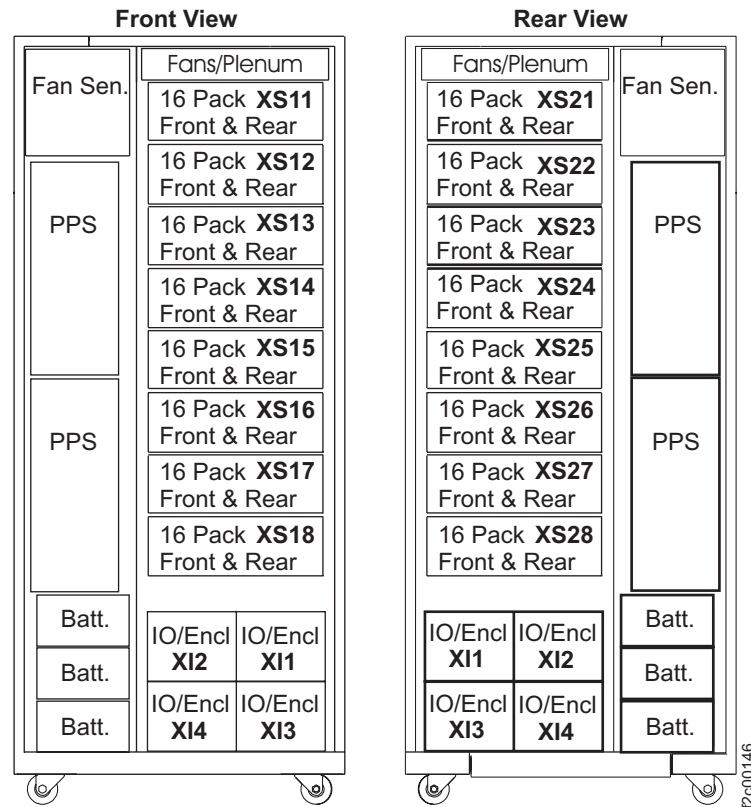 Front View
Fan Sen.
PPS
PPS
Batt.
Batt.
Batt.
Fans/Plenum
16 Pack XS11
Front & Rear
16 Pack XS12
Front & Rear
16 Pack XS13
Front & Rear
16 Pack XS14
Front & Rear
16 Pack XS15
Front & Rear
16 Pack XS16
Front & Rear
16 Pack XS17
Front & Rear
16 Pack XS18
Front & Rear
IO/Encl
XI2
IO/Encl
XI1
IO/Encl
XI4
IO/Encl
XI3
Rear View
Fans/Plenum
16 Pack XS21
Front & Rear
16 Pack XS22
Front & Rear
16 Pack XS23
Front & Rear
16 Pack XS24
Front & Rear
16 Pack XS25
Front & Rear
16 Pack XS26
Front & Rear
16 Pack XS27
Front & Rear
16 Pack XS28
Front & Rear
IO/Encl
XI1
IO/Encl
XI2
IO/Encl
XI3
IO/Encl
XI4
Fan Sen.
PPS
PPS
Batt.
Batt.
Batt.
f2c00146